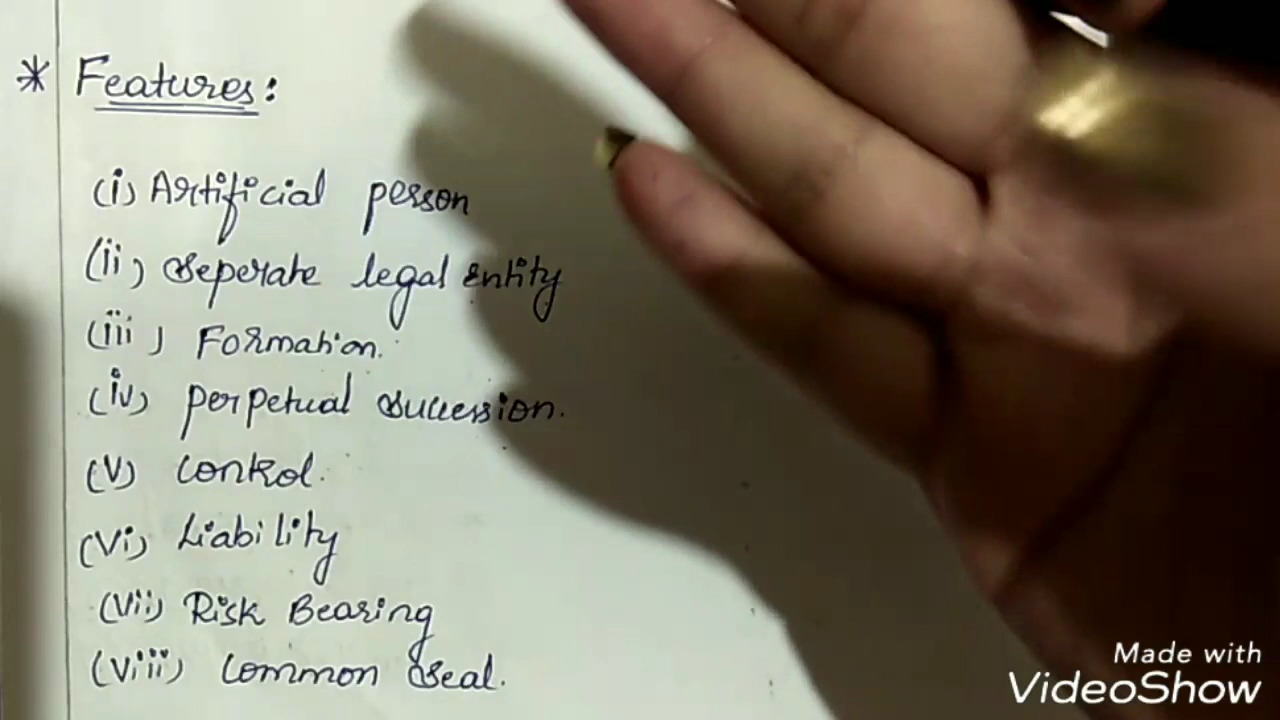 * Features:
(i) Artificial person
(ii) Seperate legal entity
(iii) Formation.
(iv) perpetual succession.
(v) control.
(vi) Liability
(vii) Risk Bearing
(viii) Common Seal.
Made with
VideoShow